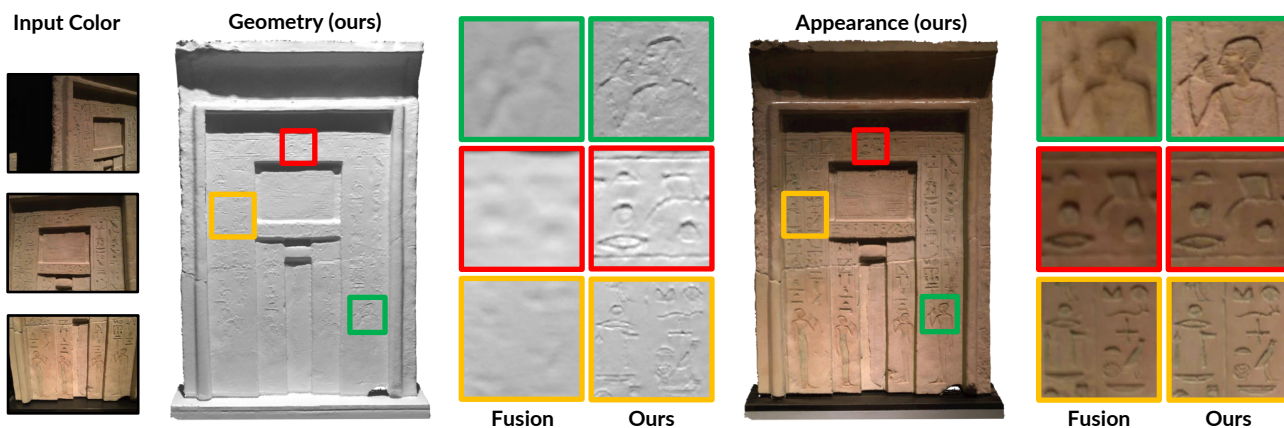 Input Color
Geometry (ours)
Appearance (ours)
Fusion
Ours
Fusion
Ours